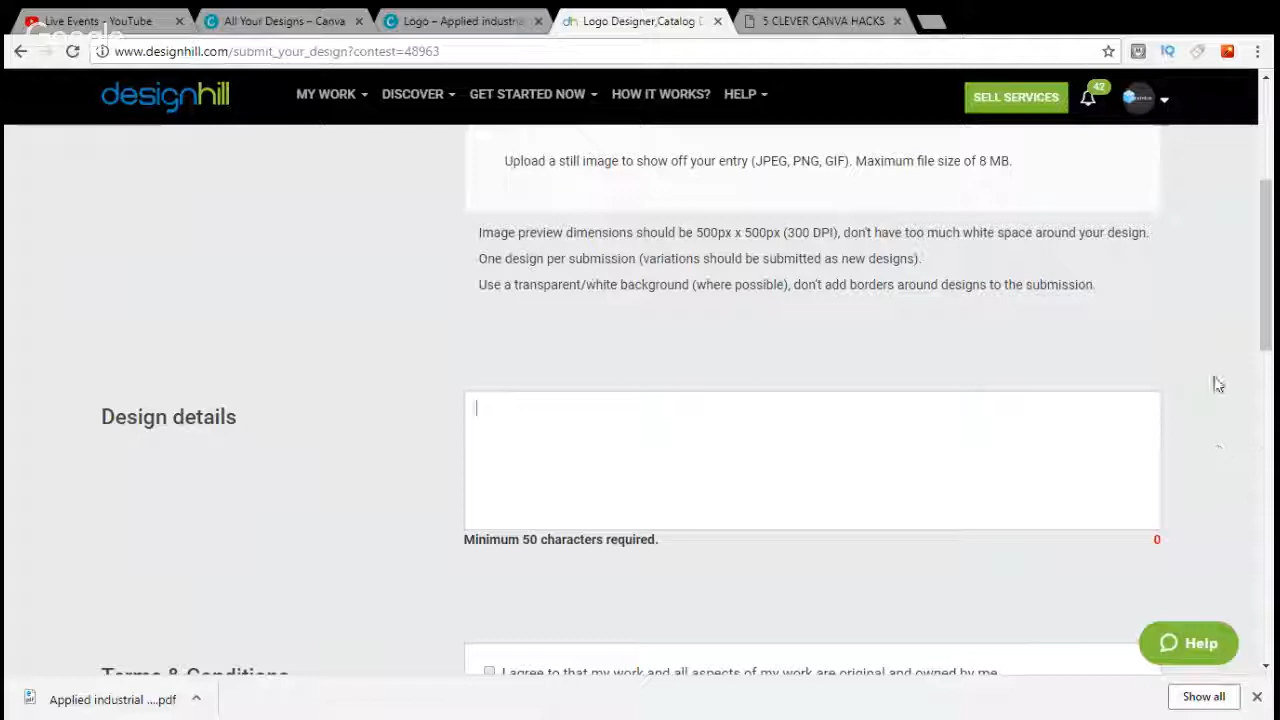 Live Events - YouTube
All Your Designs – Canva
Logo – Applied industria
Logo Designer,Catalog D
5 CLEVER CANVA HACKS
Google
www.designhill.com/submit_your_design?contest=48963
IQ
designhill
MY WORK
DISCOVER
GET STARTED NOW
HOW IT WORKS?
HELP
SELL SERVICES
42
Upload a still image to show off your entry (JPEG, PNG, GIF). Maximum file size of 8 MB.
Image preview dimensions should be 500px x 500px (300 DPI), don't have too much white space around your design.
One design per submission (variations should be submitted as new designs).
Use a transparent/white background (where possible), don't add borders around designs to the submission.
Design details
Minimum 50 characters required.
0
Help
Terms & Conditions
I agree to that my work and all aspects of my work are original and owned by me
Applied industrial ....pdf
Show all